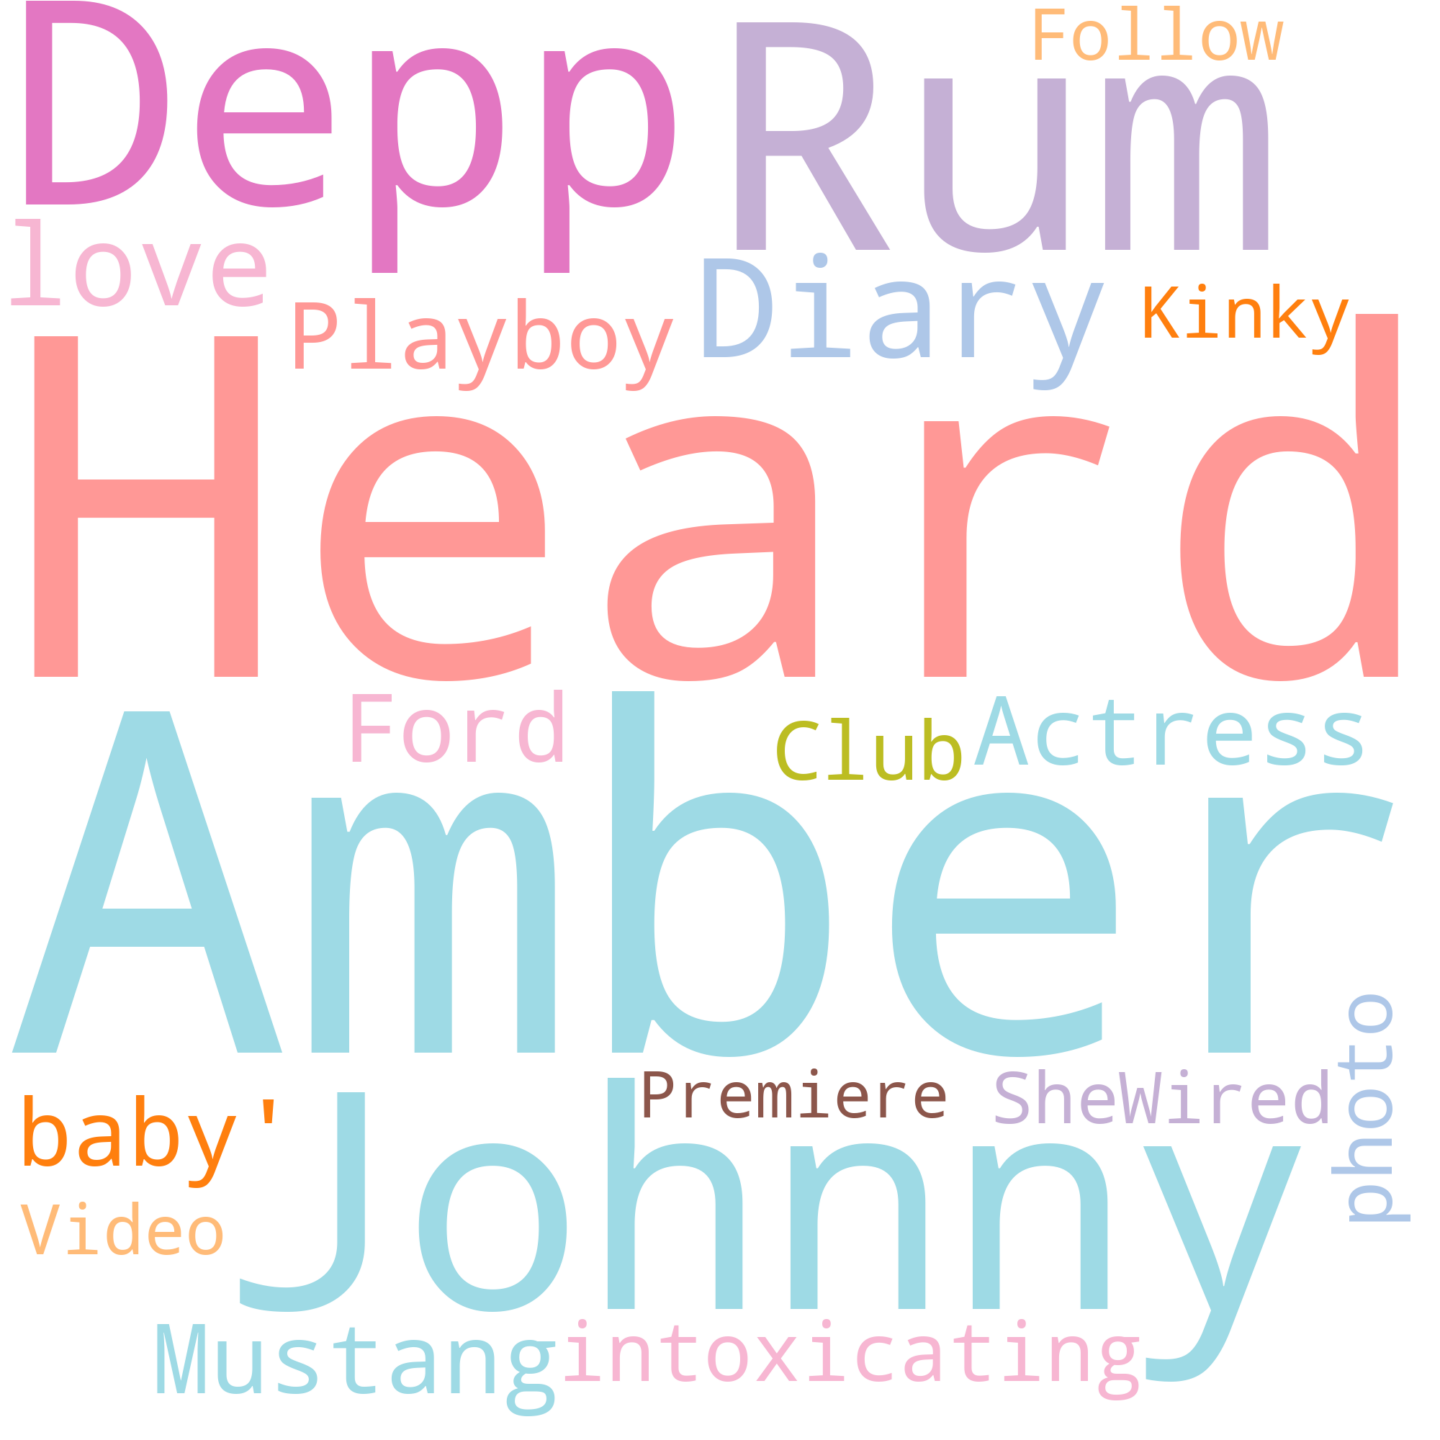 Depp
Rum
Follow
love
Playboy
Diary
Kinky
Heard
Ford
Club
Actress
Amber
photo
baby'
Premiere
SheWired
Video
Johnny
Mustang
intoxicating